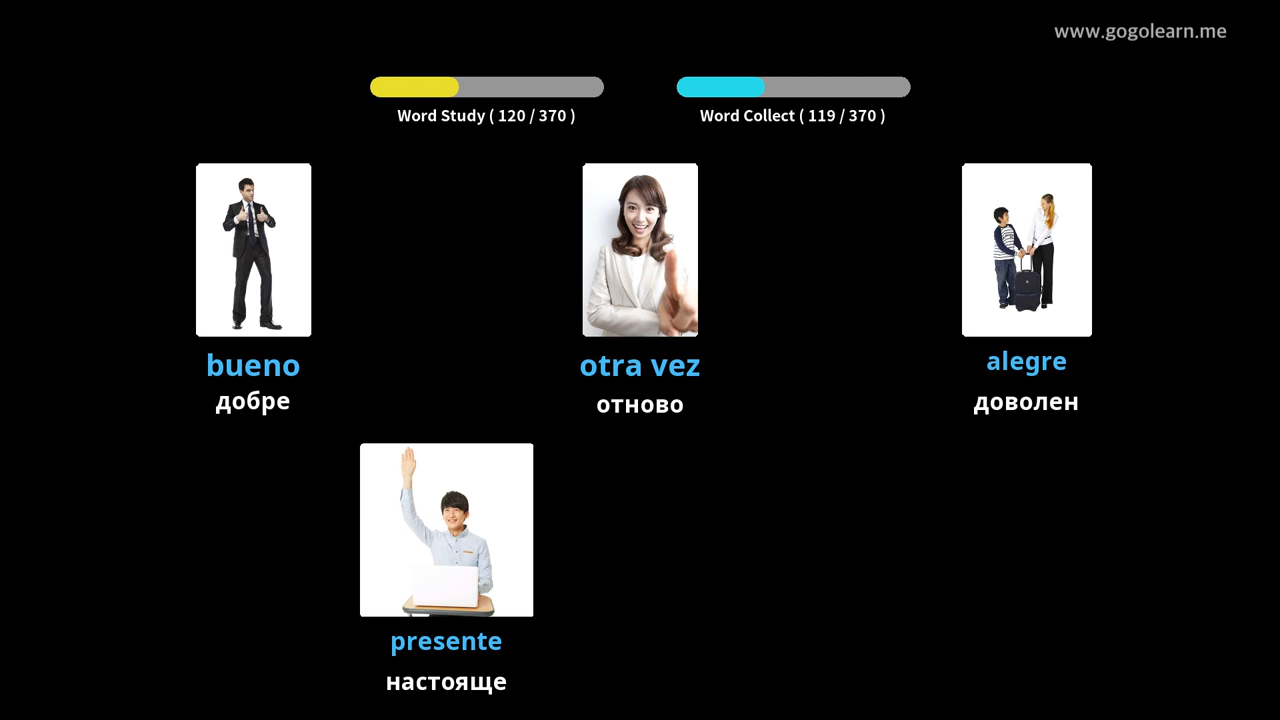 www.gogolearn.me
Word Study ( 120 / 370 )
Word Collect ( 119 / 370 )
bueno
добре
otra vez
отново
alegre
доволен
presente
настояще